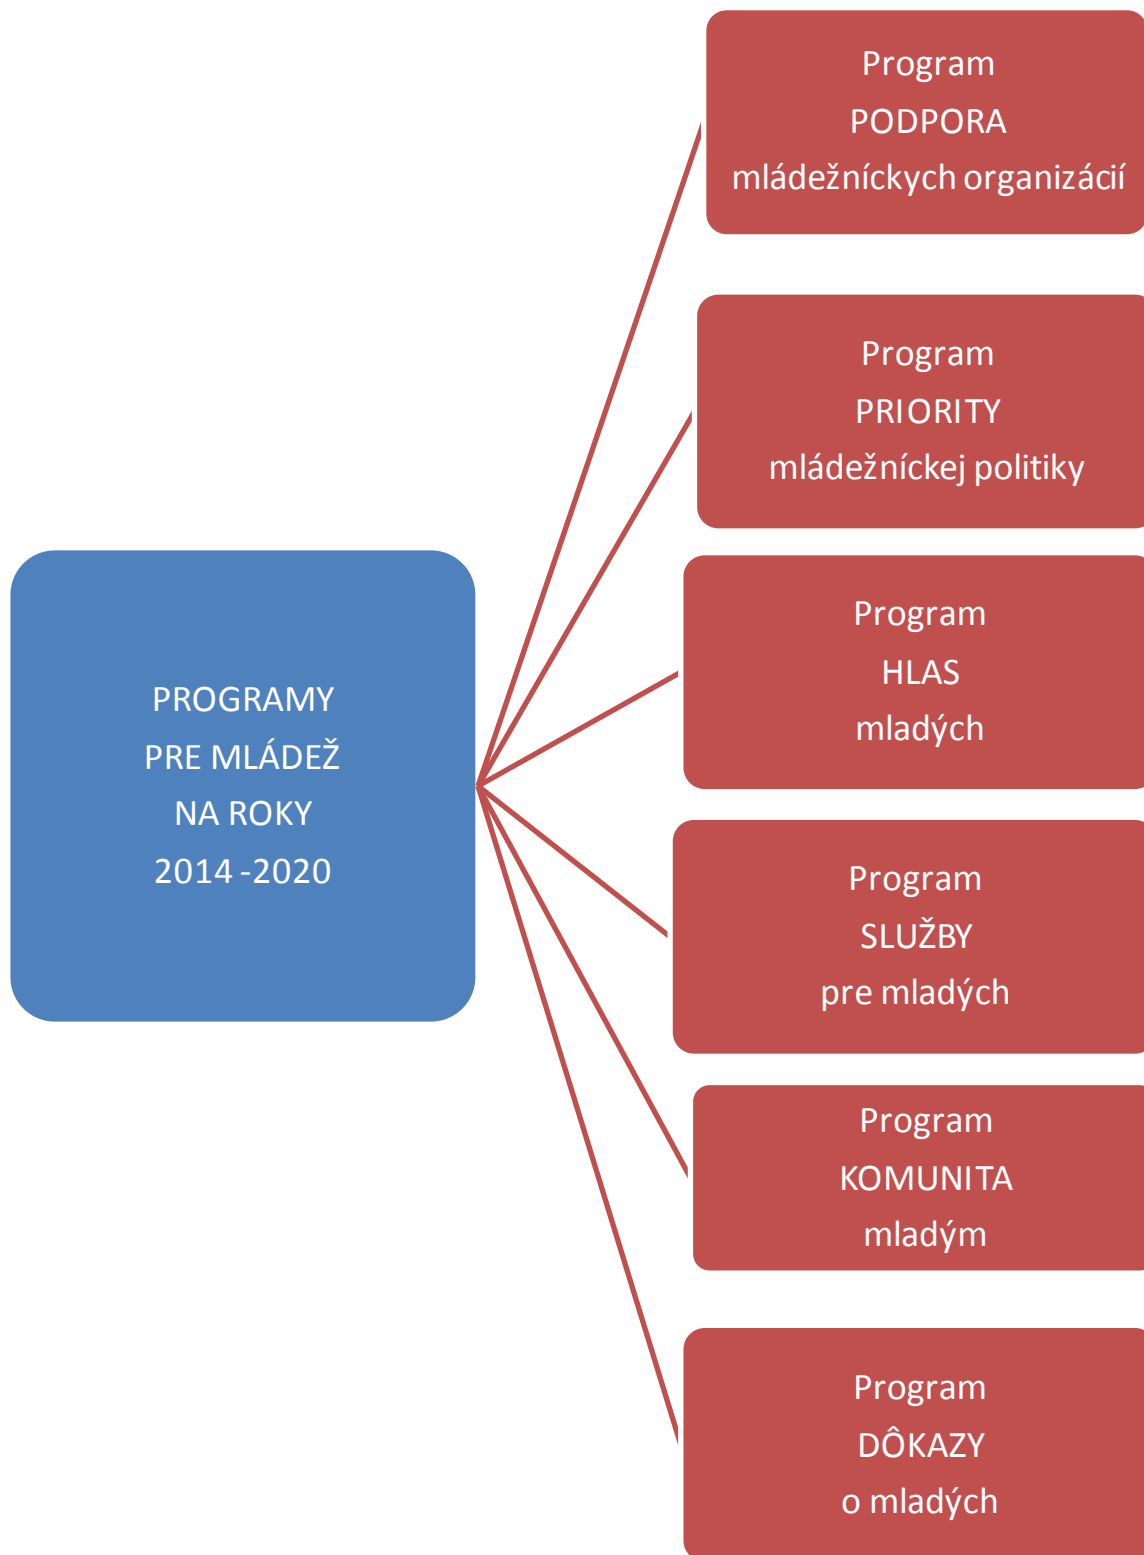 PROGRAMY
PRE MLÁDEŽ
NA ROKY
2014 -2020
Program
PODPORA
mládežníckych organizácií
Program
PRIORITY
mládežníckej politiky
Program
HLAS
mladých
Program
SLUŽBY
pre mladých
Program
KOMUNITA
mladým
Program
DÔKAZY
o mladých